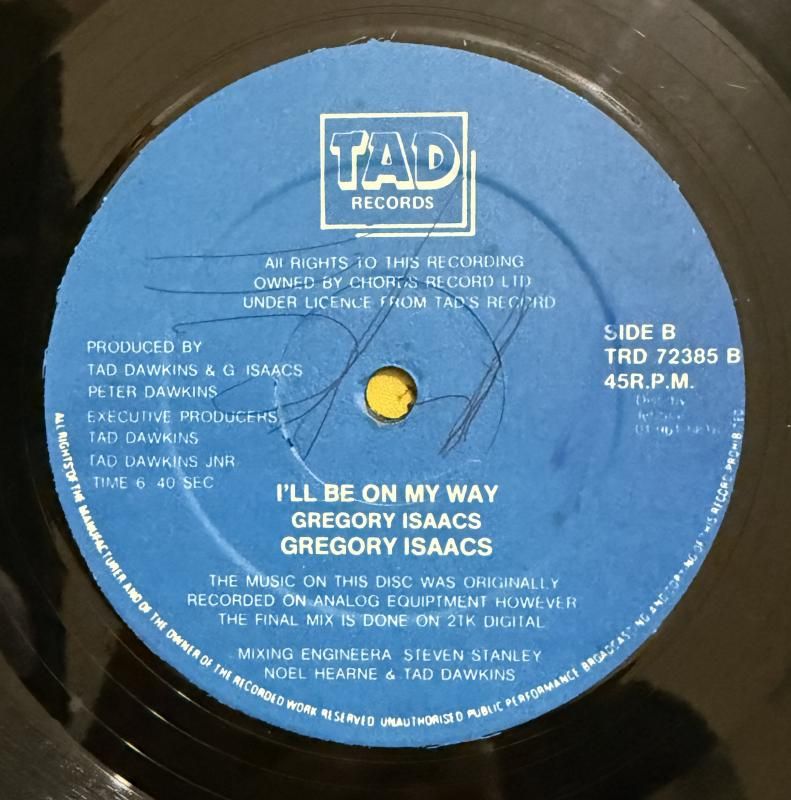 TAD
RECORDS
All RIGHTS TO THIS RECORDING
OWNED BY CHORDS RECORD LTD
UNDER LICENCE FROM TAD'S RECORD
SIDE B
TRD 72385 B
45R.P.M.
PRODUCED BY
TAD DAWKINS & G ISAACS
PETER DAWKINS
EXECUTIVE PRODUCERS
TAD DAWKINS
TAD DAWKINS JNR
TIME 6 40 SEC
I'LL BE ON MY WAY
GREGORY ISAACS
GREGORY ISAACS
THE MUSIC ON THIS DISC WAS ORIGINALLY
RECORDED ON ANALOG EQUIPTMENT HOWEVER
THE FINAL MIX IS DONE ON 2TK DIGITAL
MIXING ENGINEERA STEVEN STANLEY
NOEL HEARNE & TAD DAWKINS
ALL RIGHTS OF THE MANUFACTURER AND OF THE OWNER OF THE RECORDED WORK RESERVED UNAUTHORISED PUBLIC PERFORMANCE BROADCASTING AND COPYING OF THIS RECORD PROHIBITED